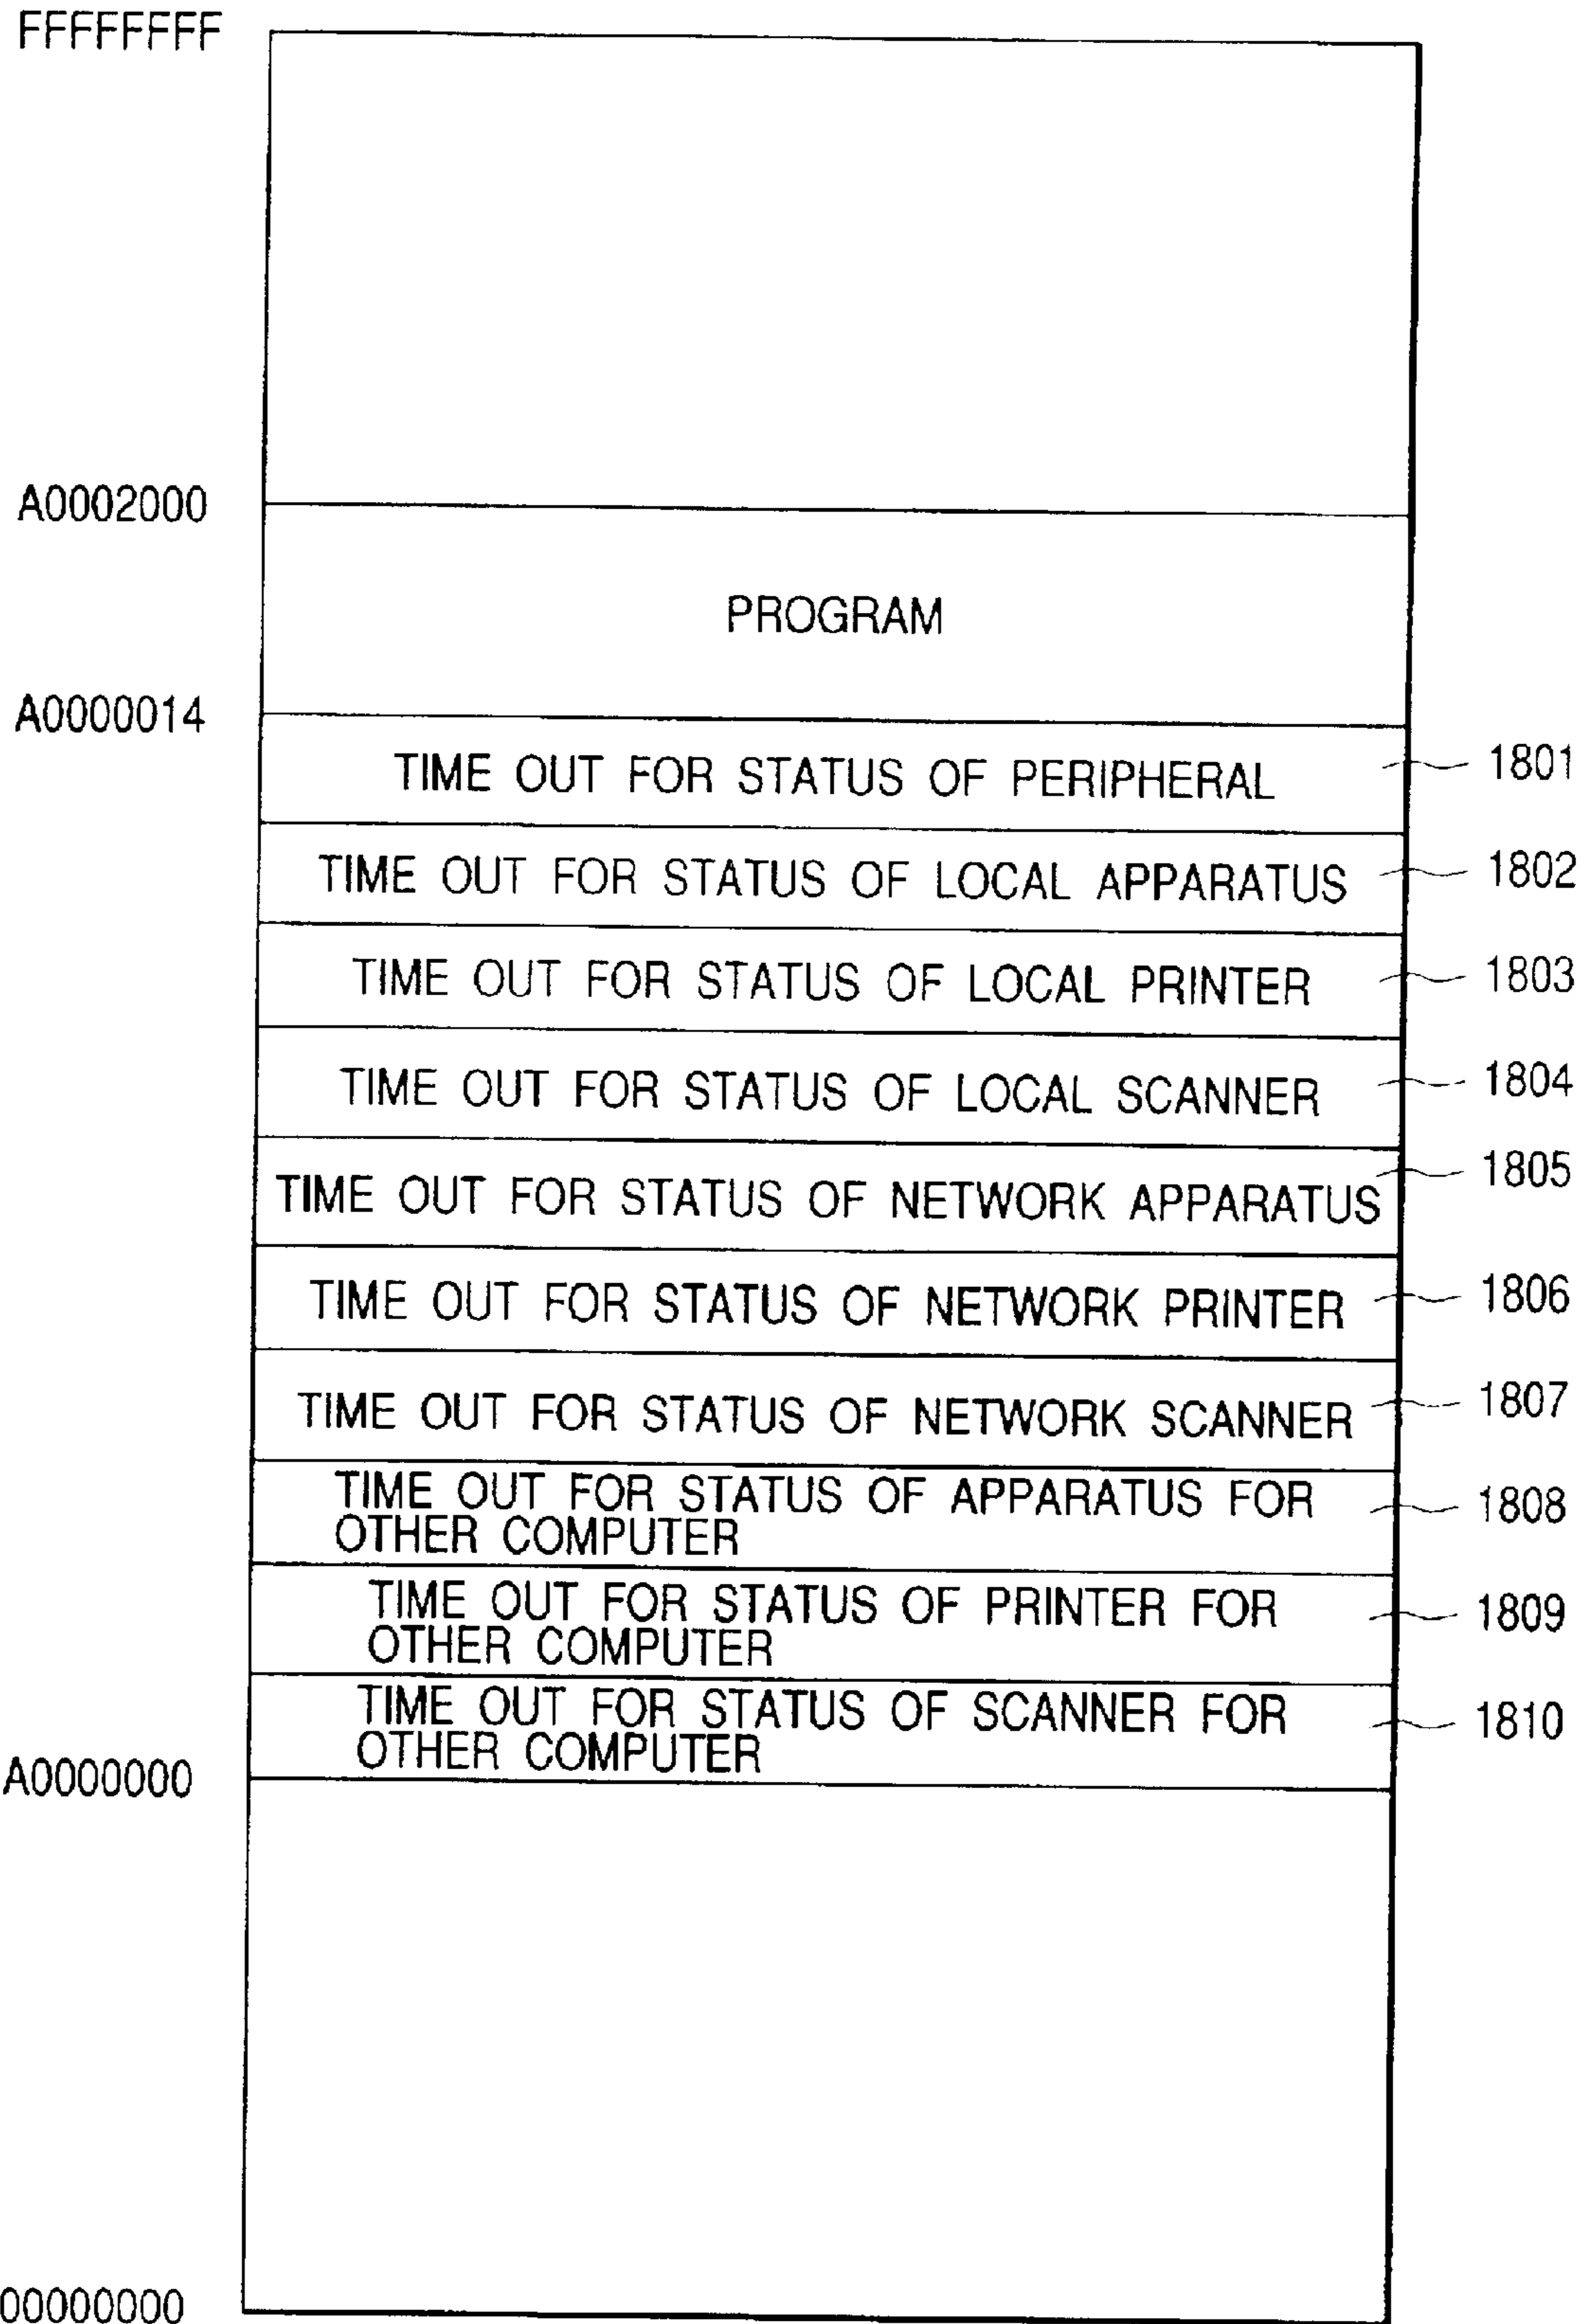 FFFFFFFF
A0002000
PROGRAM
A0000014
TIME OUT FOR STATUS OF PERIPHERAL 1801
TIME OUT FOR STATUS OF LOCAL APPARATUS 1802
TIME OUT FOR STATUS OF LOCAL PRINTER 1803
TIME OUT FOR STATUS OF LOCAL SCANNER 1804
TIME OUT FOR STATUS OF NETWORK APPARATUS 1805
TIME OUT FOR STATUS OF NETWORK PRINTER 1806
TIME OUT FOR STATUS OF NETWORK SCANNER 1807
TIME OUT FOR STATUS OF APPARATUS FOR 1808
OTHER COMPUTER
TIME OUT FOR STATUS OF PRINTER FOR 1809
OTHER COMPUTER
TIME OUT FOR STATUS OF SCANNER FOR 1810
OTHER COMPUTER
A0000000
00000000